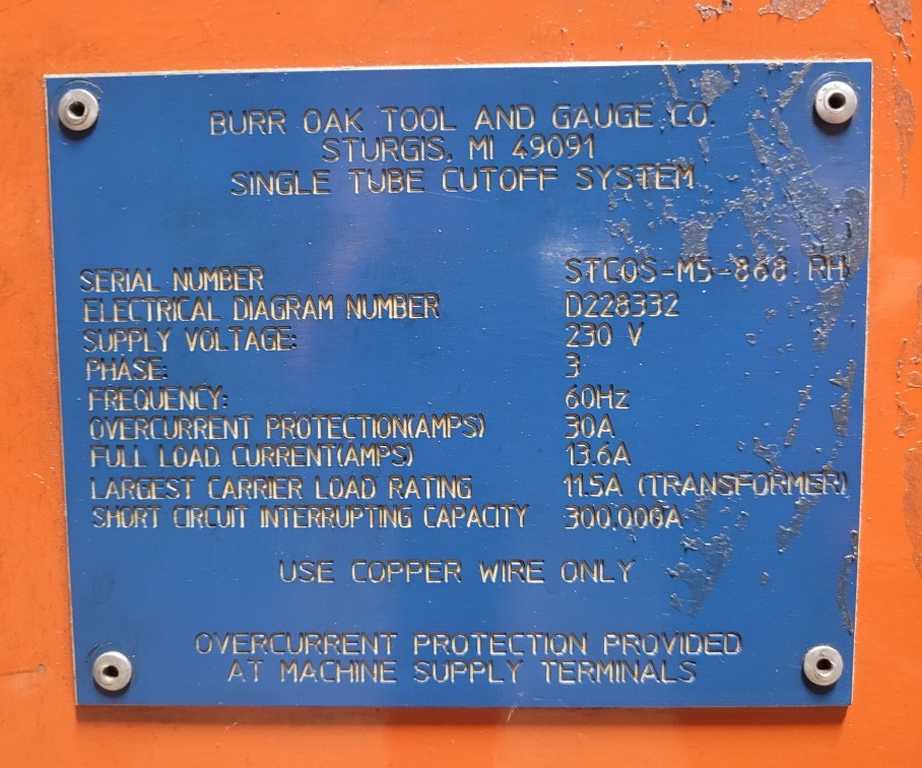 BURR OAK TOOL AND GAUGE CO.
STURGIS, MI 49091
SINGLE TUBE CUTOFF SYSTEM
SERIAL NUMBER STCOS-M5-868 RH
ELECTRICAL DIAGRAM NUMBER D228332
SUPPLY VOLTAGE: 230 V
PHASE: 3
FREQUENCY: 60Hz
OVERCURRENT PROTECTION(AMPS) 30A
FULL LOAD CURRENT(AMPS) 13.6A
LARGEST CARRIER LOAD RATING 11.5A (TRANSFORMER)
SHORT CIRCUIT INTERRUPTING CAPACITY 300,000A
USE COPPER WIRE ONLY
OVERCURRENT PROTECTION PROVIDED
AT MACHINE SUPPLY TERMINALS